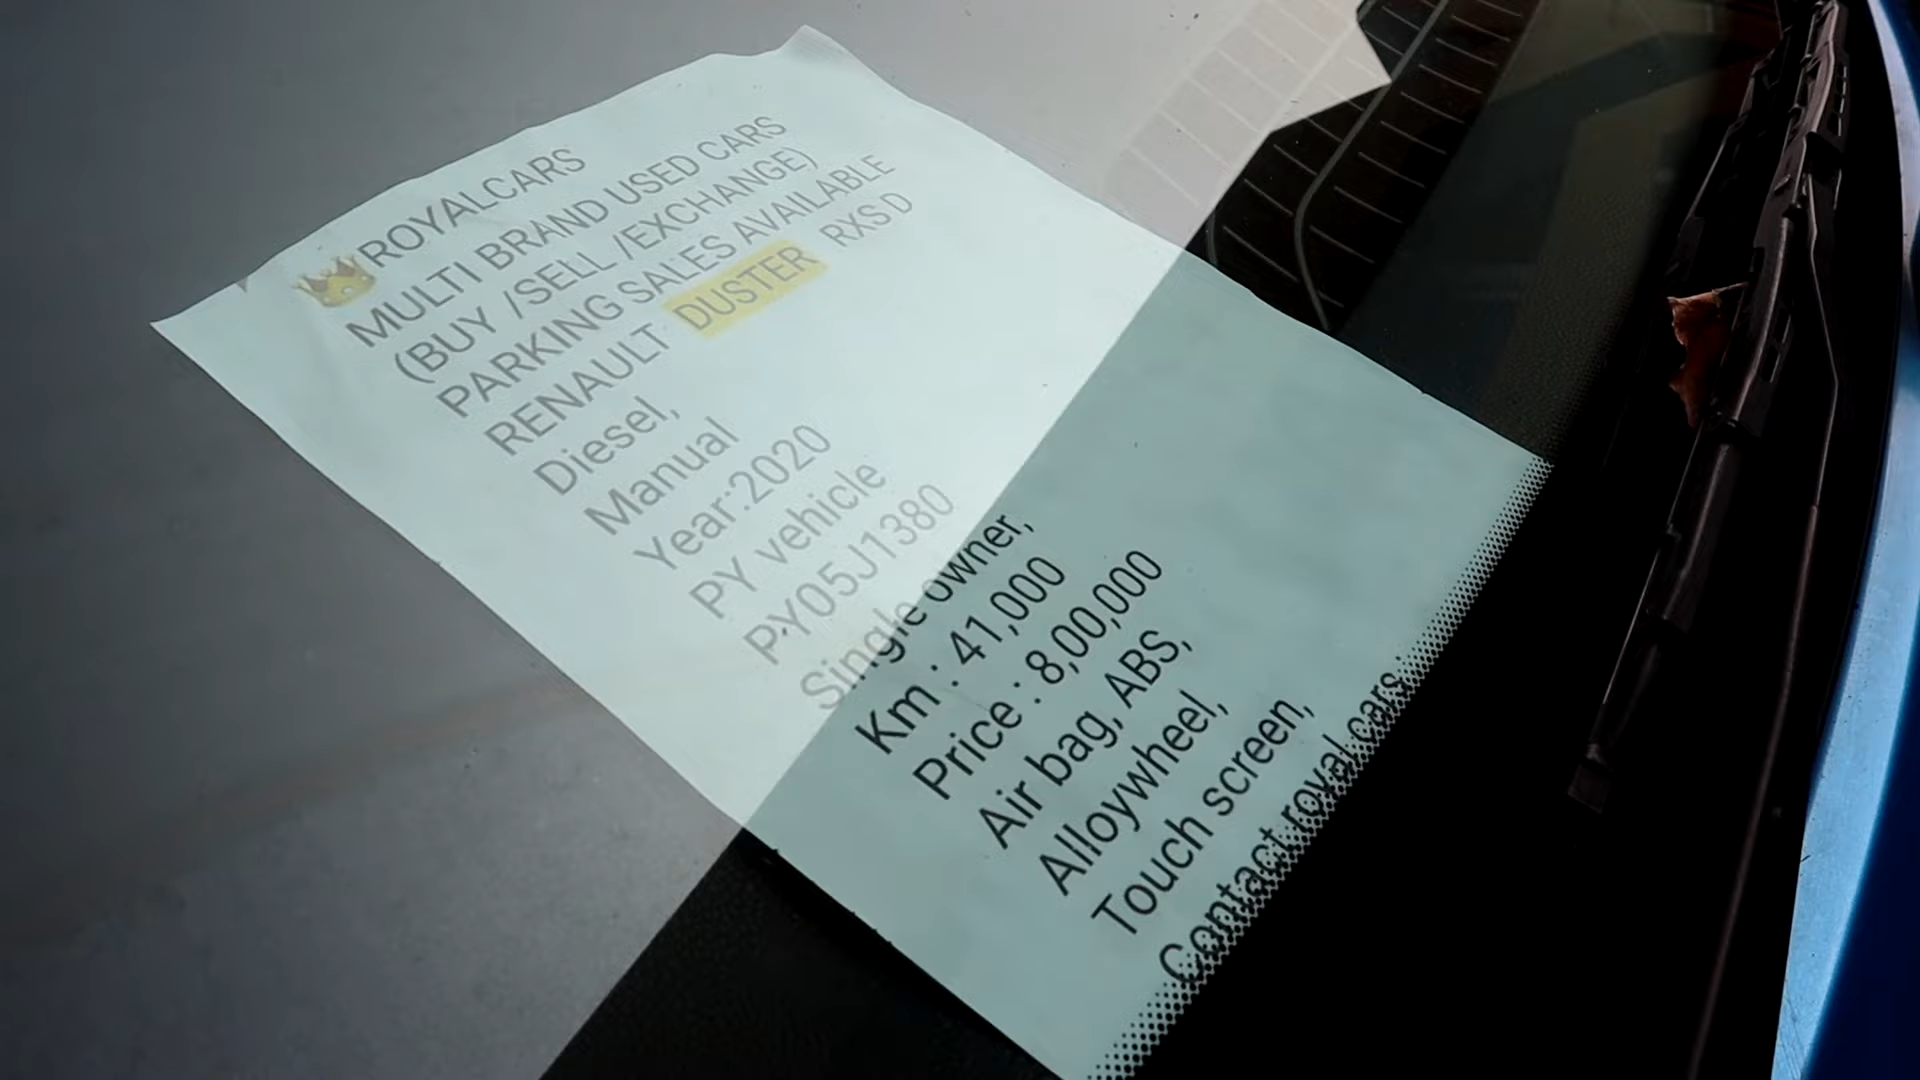 ROYALCARS
MULTI BRAND USED CARS
(BUY /SELL /EXCHANGE)
PARKING SALES AVAILABLE
RENAULT DUSTER RXS D
Diesel,
Manual
Year:2020
PY vehicle
PY05J1380
Single owner,
Km : 41,000
Price : 8,00,000
Air bag, ABS,
Alloywheel,
Touch screen,
Contact royal cars